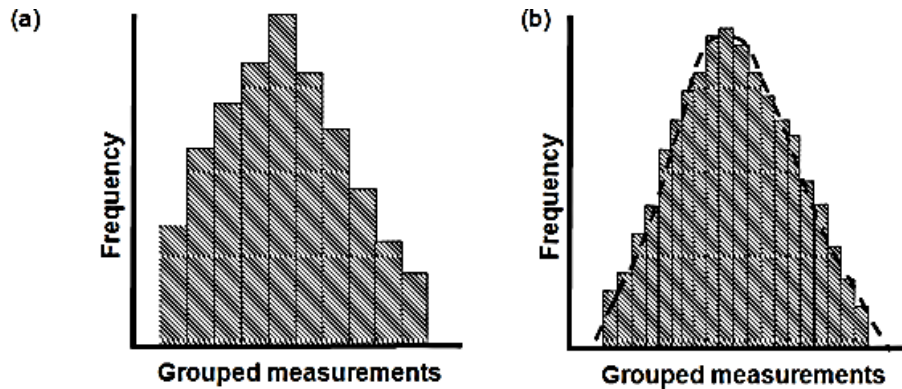 (a)
Frequency
Grouped measurements
(b)
Frequency
Grouped measurements